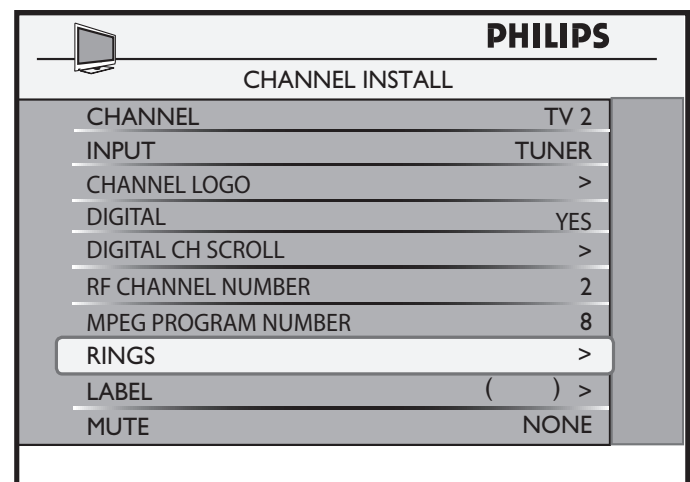 PHILIPS
CHANNEL INSTALL
CHANNEL TV 2
INPUT TUNER
CHANNEL LOGO >
DIGITAL YES
DIGITAL CH SCROLL >
RF CHANNEL NUMBER 2
MPEG PROGRAM NUMBER 8
RINGS >
LABEL ( ) >
MUTE NONE